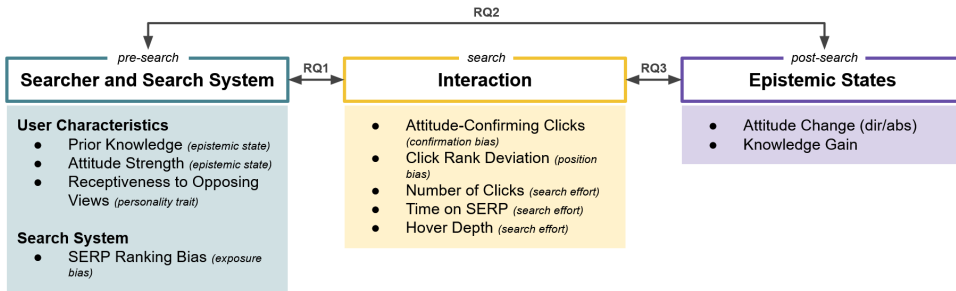 RQ2
pre-search
Searcher and Search System
RQ1
search
Interaction
RQ3
post-search
Epistemic States
User Characteristics
● Prior Knowledge (epistemic state)
● Attitude Strength (epistemic state)
● Receptiveness to Opposing
Views (personality trait)
Search System
● SERP Ranking Bias (exposure
bias)
● Attitude-Confirming Clicks
(confirmation bias)
● Click Rank Deviation (position
bias)
● Number of Clicks (search effort)
● Time on SERP (search effort)
● Hover Depth (search effort)
● Attitude Change (dir/abs)
● Knowledge Gain